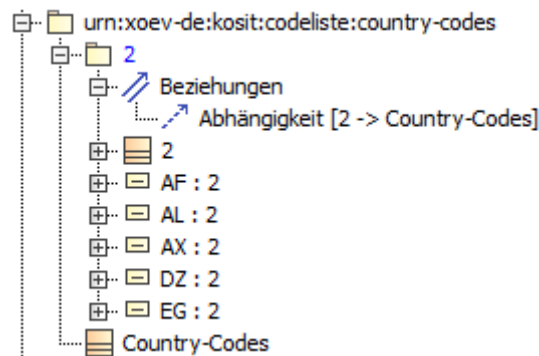 urn:xoev-de:kosit:codeliste:country-codes
2
Beziehungen
Abhängigkeit [2 -> Country-Codes]
2
AF : 2
AL : 2
AX : 2
DZ : 2
EG : 2
Country-Codes